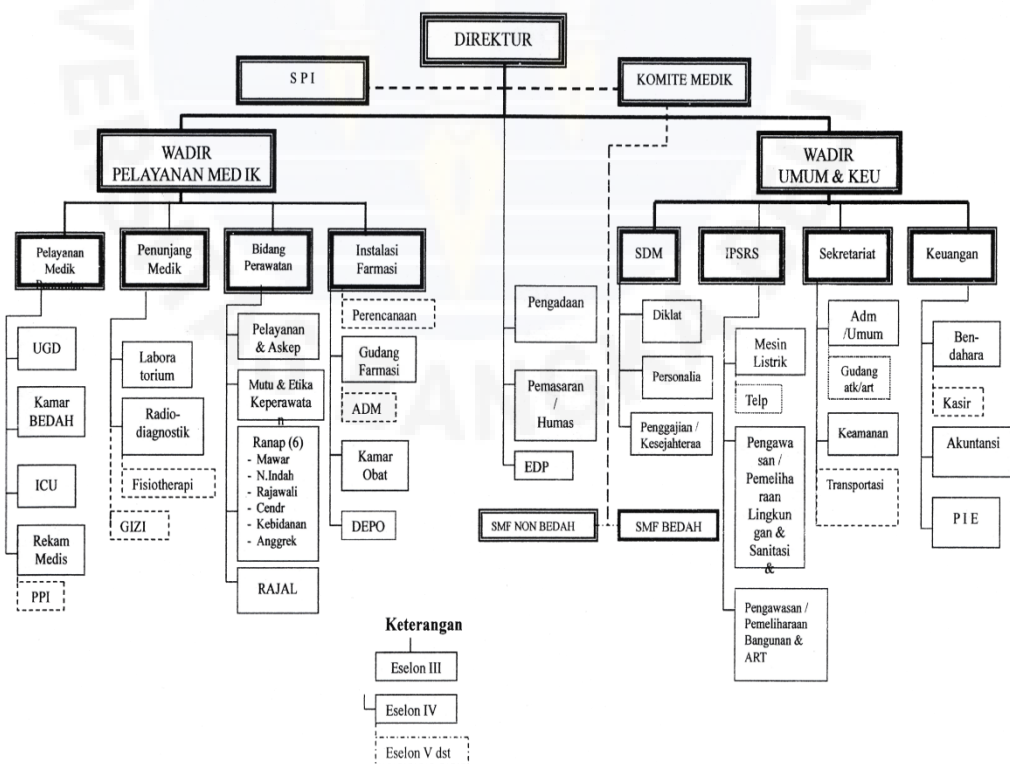 DIREKTUR
S P I
KOMITE MEDIK
WADIR
PELAYANAN MED IK
WADIR
UMUM & KEU
Pelayanan
Medik
Penunjang
Medik
Bidang
Perawatan
Instalasi
Farmasi
SDM
IPSRS
Sekretariat
Keuangan
UGD
Kamar
BEDAH
ICU
Rekam
Medis
PPI
Labora
torium
Radio-
diagnostik
Fisiotherapi
GIZI
Pelayanan
& Askep
Mutu & Etika
Keperawata
n
Ranap (6)
- Mawar
- N.Indah
- Rajawali
- Cendr
- Kebidanan
- Anggrek
RAJAL
Perencanaan
Gudang
Farmasi
ADM
Kamar
Obat
DEPO
Pengadaan
Pemasaran
/
Humas
EDP
SMF NON BEDAH
SMF BEDAH
Diklat
Personalia
Penggajian /
Kesejahteraa
Mesin
Listrik
Telp
Pengawa
san /
Pemeliha
raan
Lingkun
gan &
Sanitasi
&
Pengawasan /
Pemeliharaan
Bangunan &
ART
Adm
/Umum
Gudang
atk/art
Keamanan
Transportasi
Ben-
dahara
Kasir
Akuntansi
P I E
Keterangan
Eselon III
Eselon IV
Eselon V dst